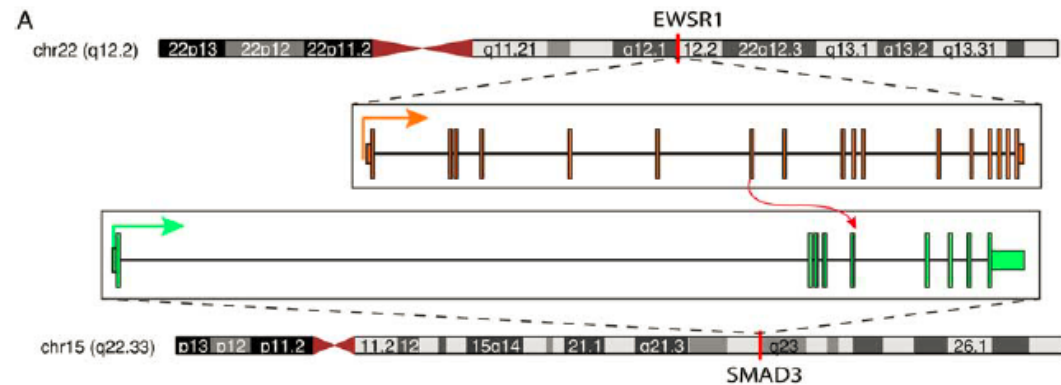 A
EWSR1
chr22 (q12.2) 22p13 22p12 22p11.2 q11.21 q12.1 12.2 22q12.3 q13.1 q13.2 q13.31
chr15 (q22.33) p13 p12 p11.2 11.2 12 15q14 21.1 q21.3 q23 26.1
SMAD3